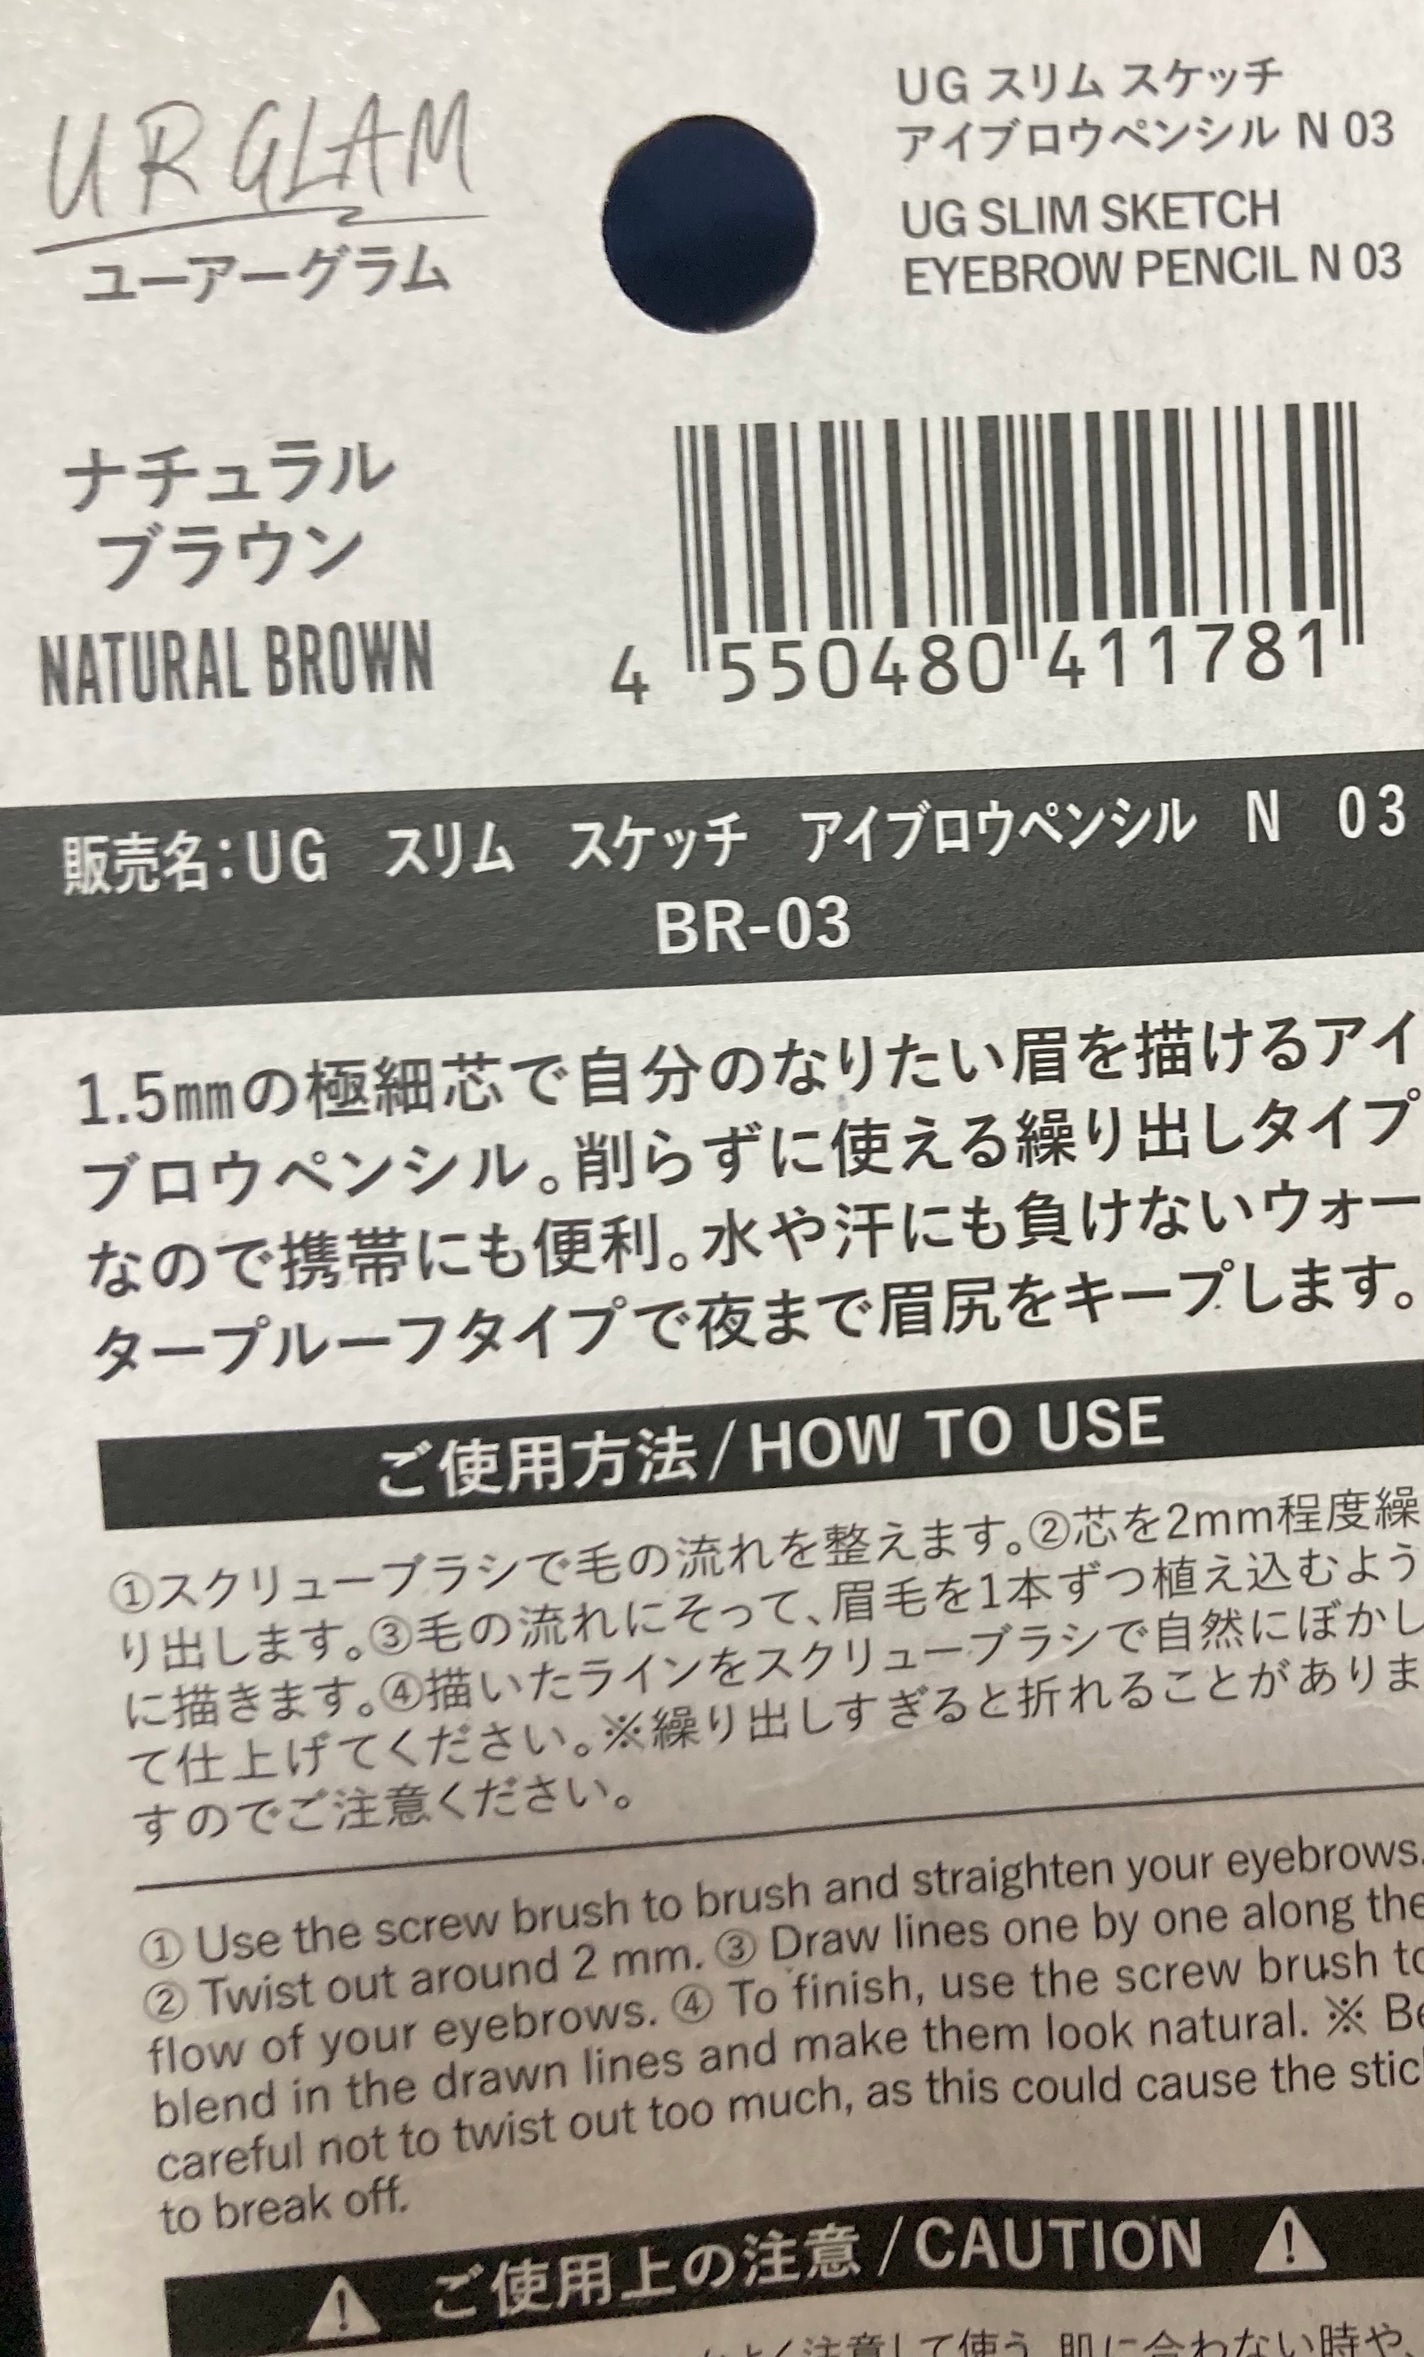 URGLAM
ユーアーグラム
UG スリム スケッチ
アイブロウペンシル N 03
UG SLIM SKETCH
EYEBROW PENCIL N 03
ナチュラル
ブラウン
NATURAL BROWN
4 550480 411781
販売名:UG スリム スケッチ アイブロウペンシル N 03
BR-03
1.5㎜の極細芯で自分のなりたい眉を描けるアイ
ブロウペンシル。削らずに使える繰り出しタイプ
なので携帯にも便利。水や汗にも負けないウォー
タープルーフタイプで夜まで眉尻をキープします。
ご使用方法/HOW TO USE
①スクリューブラシで毛の流れを整えます。②芯を2mm程度繰
り出します。③毛の流れにそって、眉毛を1本ずつ植え込むよう
に描きます。④描いたラインをスクリューブラシで自然にぼかし
て仕上げてください。※繰り出しすぎると折れることがありま
すのでご注意ください。
① Use the screw brush to brush and straighten your eyebrows.
② Twist out around 2 mm. ③ Draw lines one by one along the
flow of your eyebrows. ④ To finish, use the screw brush to
blend in the drawn lines and make them look natural. ※ Be
careful not to twist out too much, as this could cause the stick
to break off.
ご使用上の注意/CAUTION
よく注意して使う 肌に合わない時や、